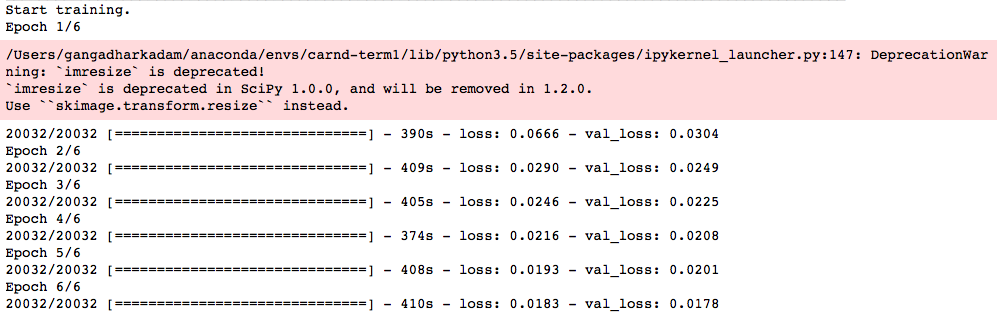 Start training.
Epoch 1/6
/Users/gangadharkadam/anaconda/envs/carnd-term1/lib/python3.5/site-packages/ipykernel_launcher.py:147: DeprecationWar
ning: `imresize` is deprecated!
`imresize` is deprecated in SciPy 1.0.0, and will be removed in 1.2.0.
Use ``skimage.transform.resize`` instead.
20032/20032 [==============================] - 390s - loss: 0.0666 - val_loss: 0.0304
Epoch 2/6
20032/20032 [==============================] - 409s - loss: 0.0290 - val_loss: 0.0249
Epoch 3/6
20032/20032 [==============================] - 405s - loss: 0.0246 - val_loss: 0.0225
Epoch 4/6
20032/20032 [==============================] - 374s - loss: 0.0216 - val_loss: 0.0208
Epoch 5/6
20032/20032 [==============================] - 408s - loss: 0.0193 - val_loss: 0.0201
Epoch 6/6
20032/20032 [==============================] - 410s - loss: 0.0183 - val_loss: 0.0178